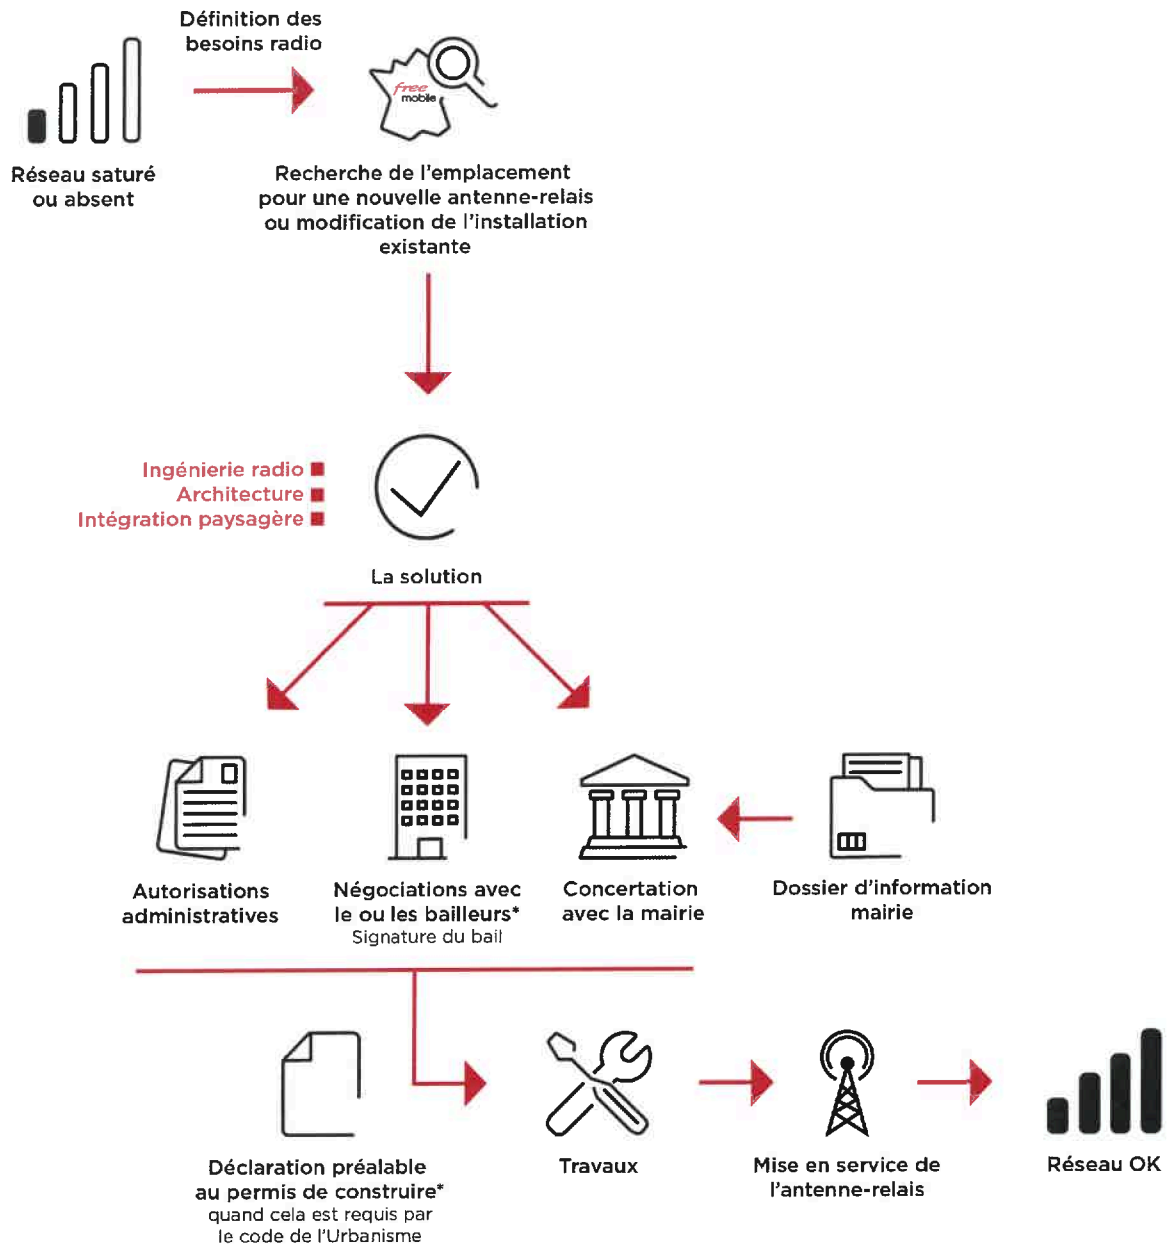 Définition des
besoins radio
free
mobile
Réseau saturé
ou absent
Recherche de l'emplacement
pour une nouvelle antenne-relais
ou modification de l'installation
existante
Ingénierie radio
Architecture
Intégration paysagère
La solution
Autorisations
administratives
Négociations avec
le ou les bailleurs*
Signature du bail
Concertation
avec la mairie
Dossier d'information
mairie
Déclaration préalable
au permis de construire*
quand cela est requis par
le code de l'Urbanisme
Travaux
Mise en service de
l'antenne-relais
Réseau OK